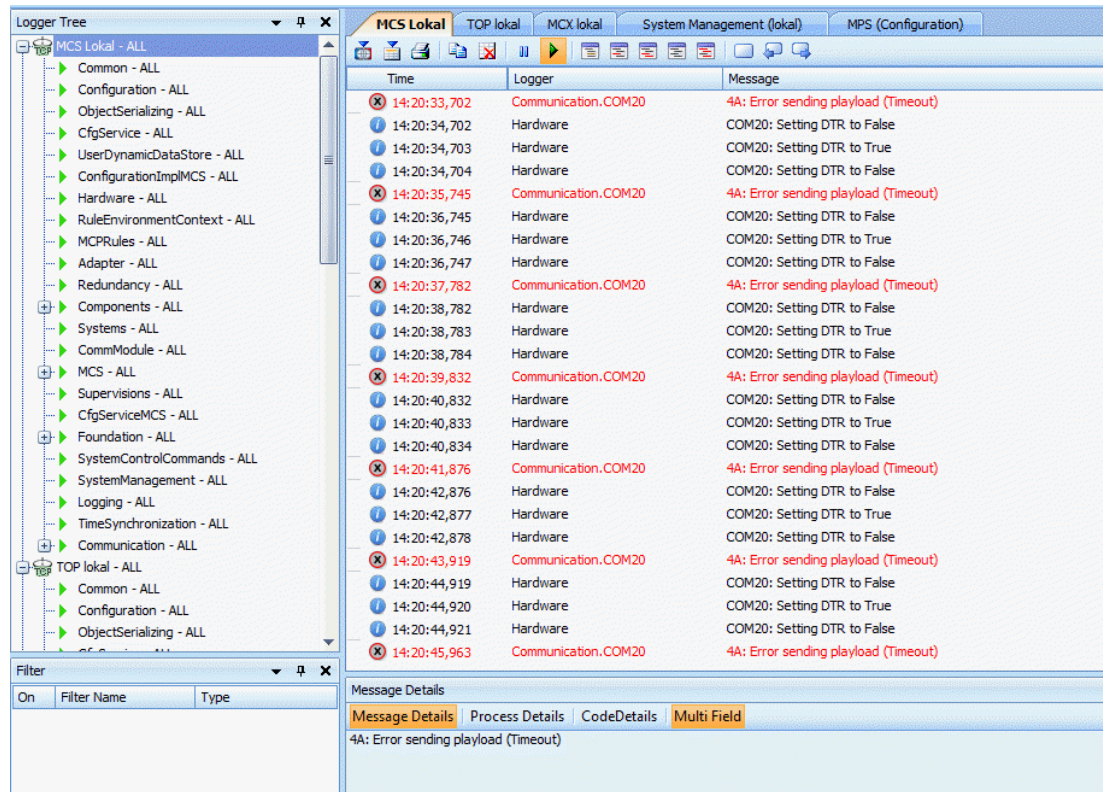 Logger Tree
MCS Lokal - ALL
Common - ALL
Configuration - ALL
ObjectSerializing - ALL
CfgService - ALL
UserDynamicDataStore - ALL
ConfigurationImplMCS - ALL
Hardware - ALL
RuleEnvironmentContext - ALL
MCPRules - ALL
Adapter - ALL
Redundancy - ALL
Components - ALL
Systems - ALL
CommModule - ALL
MCS - ALL
Supervisions - ALL
CfgServiceMCS - ALL
Foundation - ALL
SystemControlCommands - ALL
SystemManagement - ALL
Logging - ALL
TimeSynchronization - ALL
Communication - ALL
TOP lokal - ALL
Common - ALL
Configuration - ALL
ObjectSerializing - ALL
Filter
On Filter Name Type
MCS Lokal TOP lokal MCX lokal System Management (lokal) MPS (Configuration)
Time Logger Message
14:20:33,702 Communication.COM20 4A: Error sending playload (Timeout)
14:20:34,702 Hardware COM20: Setting DTR to False
14:20:34,703 Hardware COM20: Setting DTR to True
14:20:34,704 Hardware COM20: Setting DTR to False
14:20:35,745 Communication.COM20 4A: Error sending playload (Timeout)
14:20:36,745 Hardware COM20: Setting DTR to False
14:20:36,746 Hardware COM20: Setting DTR to True
14:20:36,747 Hardware COM20: Setting DTR to False
14:20:37,782 Communication.COM20 4A: Error sending playload (Timeout)
14:20:38,782 Hardware COM20: Setting DTR to False
14:20:38,783 Hardware COM20: Setting DTR to True
14:20:38,784 Hardware COM20: Setting DTR to False
14:20:39,832 Communication.COM20 4A: Error sending playload (Timeout)
14:20:40,832 Hardware COM20: Setting DTR to False
14:20:40,833 Hardware COM20: Setting DTR to True
14:20:40,834 Hardware COM20: Setting DTR to False
14:20:41,876 Communication.COM20 4A: Error sending playload (Timeout)
14:20:42,876 Hardware COM20: Setting DTR to False
14:20:42,877 Hardware COM20: Setting DTR to True
14:20:42,878 Hardware COM20: Setting DTR to False
14:20:43,919 Communication.COM20 4A: Error sending playload (Timeout)
14:20:44,919 Hardware COM20: Setting DTR to False
14:20:44,920 Hardware COM20: Setting DTR to True
14:20:44,921 Hardware COM20: Setting DTR to False
14:20:45,963 Communication.COM20 4A: Error sending playload (Timeout)
Message Details
Message Details Process Details CodeDetails Multi Field
4A: Error sending playload (Timeout)